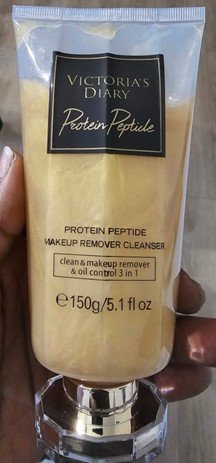 VICTORIA'S
DIARY
Protein Peptide
PROTEIN PEPTIDE
MAKEUP REMOVER CLEANSER
clean & makeup remover
& oil control 3 in 1
℮150g/5.1 fl oz